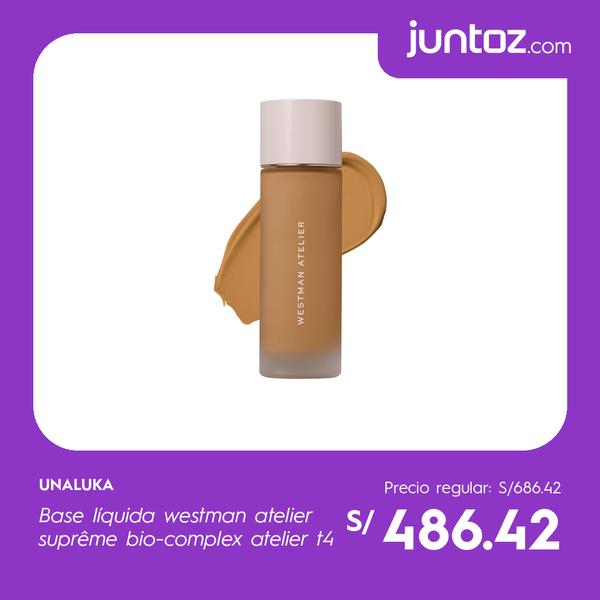 juntoz.com
WESTMAN ATELIER
UNALUKA
Base líquida westman atelier
suprême bio-complex atelier t4
Precio regular: S/686.42
S/ 486.42